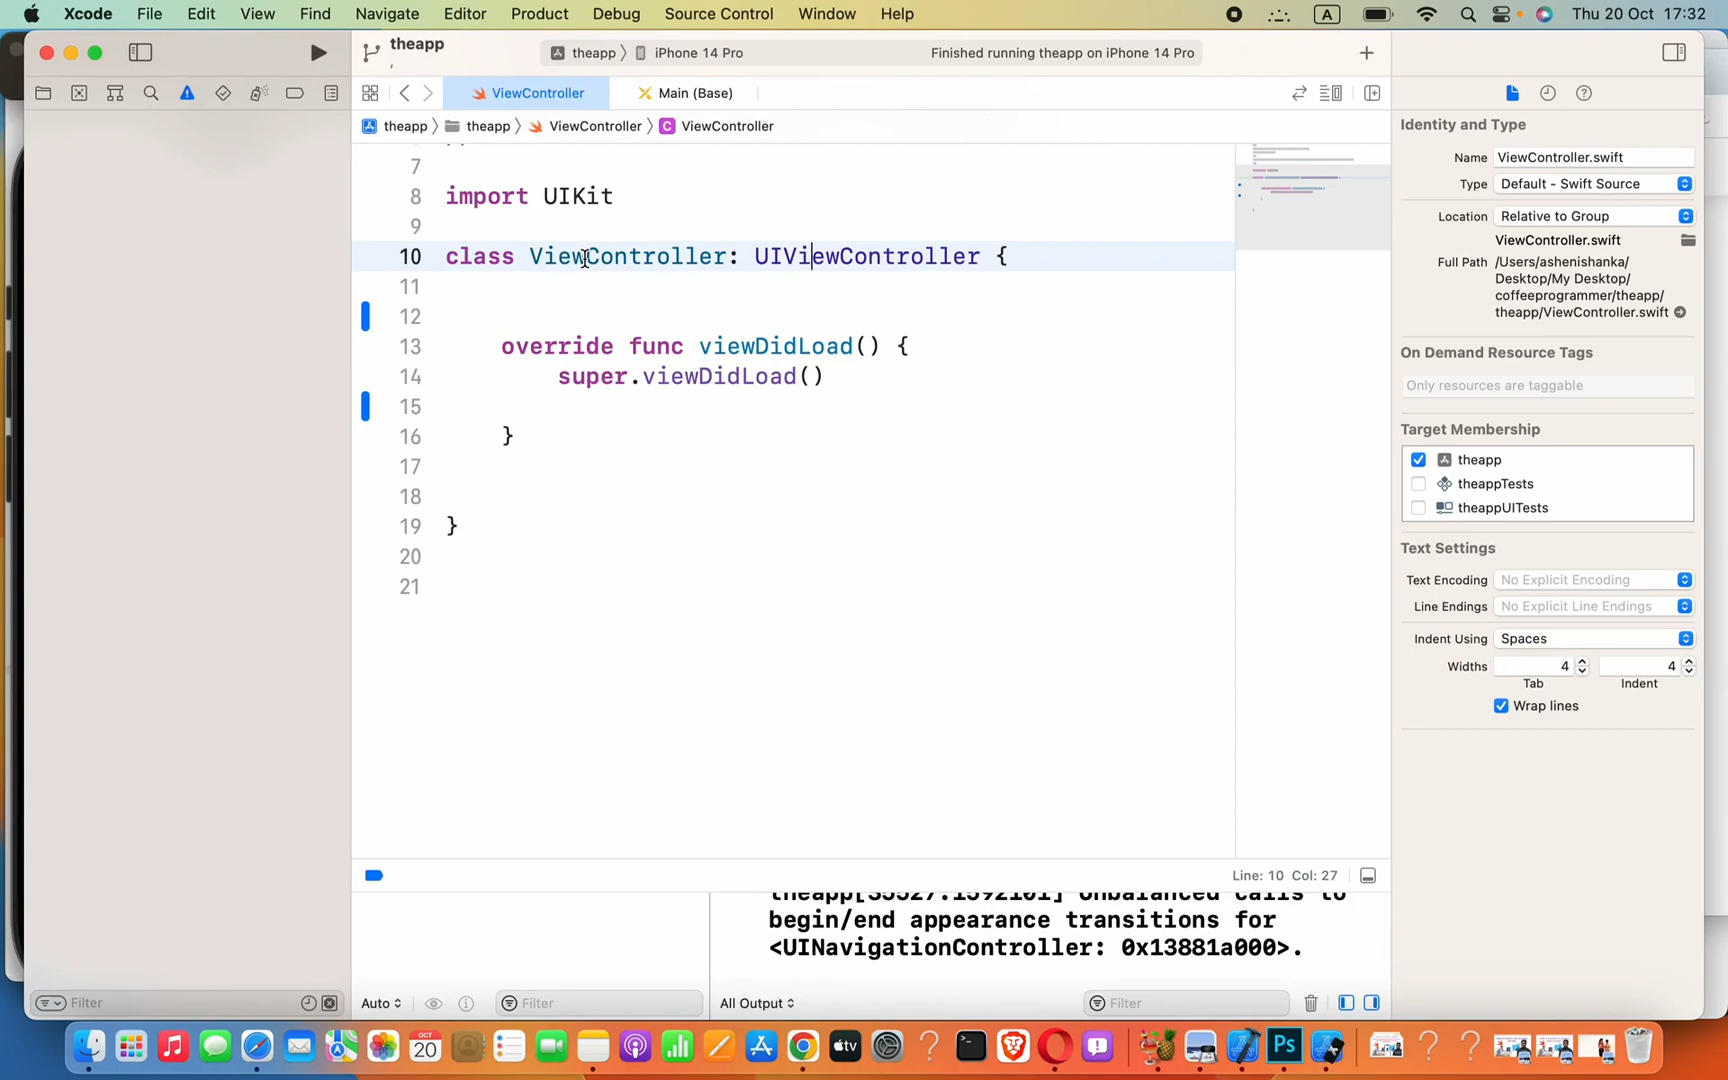 Xcode File Edit View Find Navigate Editor Product Debug Source Control Window Help A Thu 20 Oct 17:32
theapp
theapp 〉 iPhone 14 Pro Finished running theapp on iPhone 14 Pro
ViewController Main (Base)
theapp 〉 theapp 〉 ViewController 〉 C ViewController
7
8 import UIKit
9
10 class ViewController: UIViewController {
11
12
13 override func viewDidLoad() {
14 super.viewDidLoad()
15
16 }
17
18
19 }
20
21
Identity and Type
Name ViewController.swift
Type Default - Swift Source
Location Relative to Group
ViewController.swift
Full Path /Users/ashenishanka/
Desktop/My Desktop/
coffeeprogrammer/theapp/
theapp/ViewController.swift
On Demand Resource Tags
Only resources are taggable
Target Membership
theapp
theappTests
theappUITests
Text Settings
Text Encoding No Explicit Encoding
Line Endings No Explicit Line Endings
Indent Using Spaces
Widths 4 4
Tab Indent
Wrap lines
Line: 10 Col: 27
Unbalanced calls to
begin/end appearance transitions for
<UINavigationController: 0x13881a000>.
Filter
Auto Filter
All Output Filter
OCT
20
tv
Ps